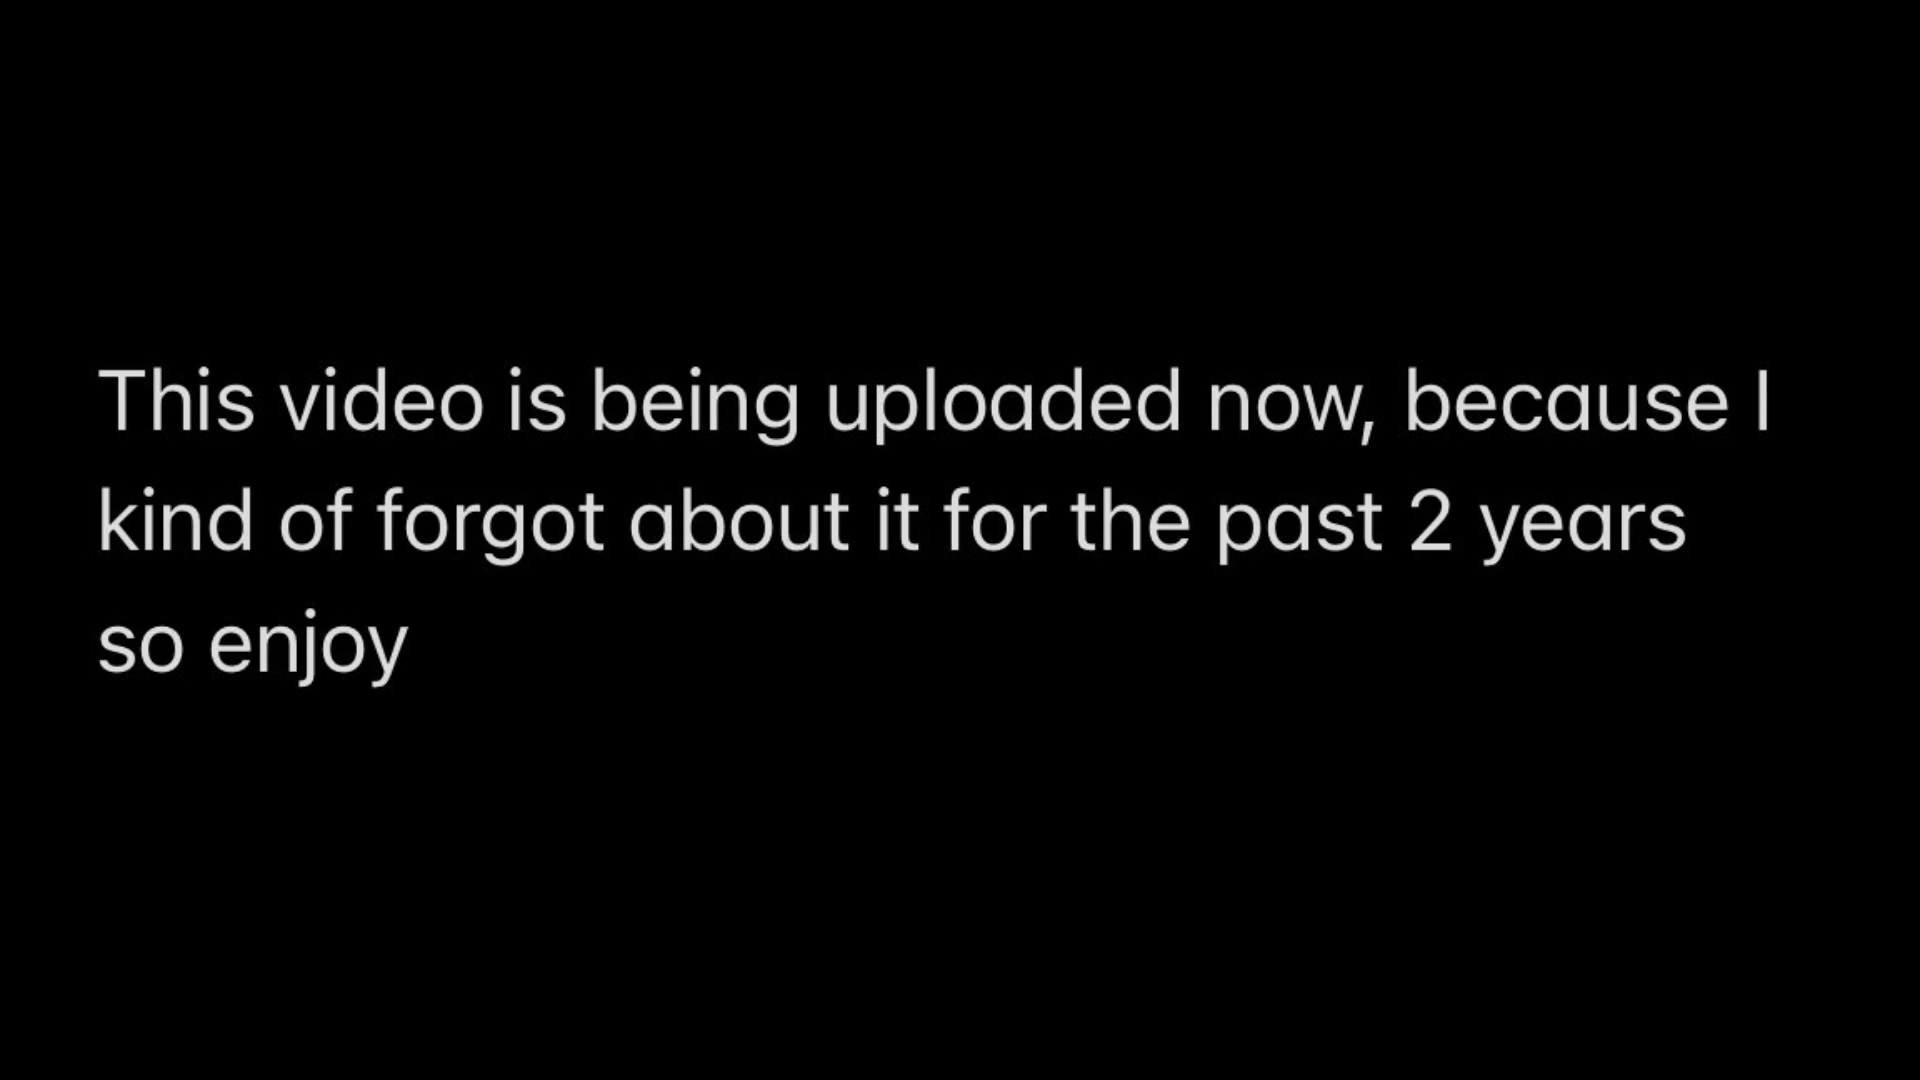 This video is being uploaded now, because I
kind of forgot about it for the past 2 years
so enjoy